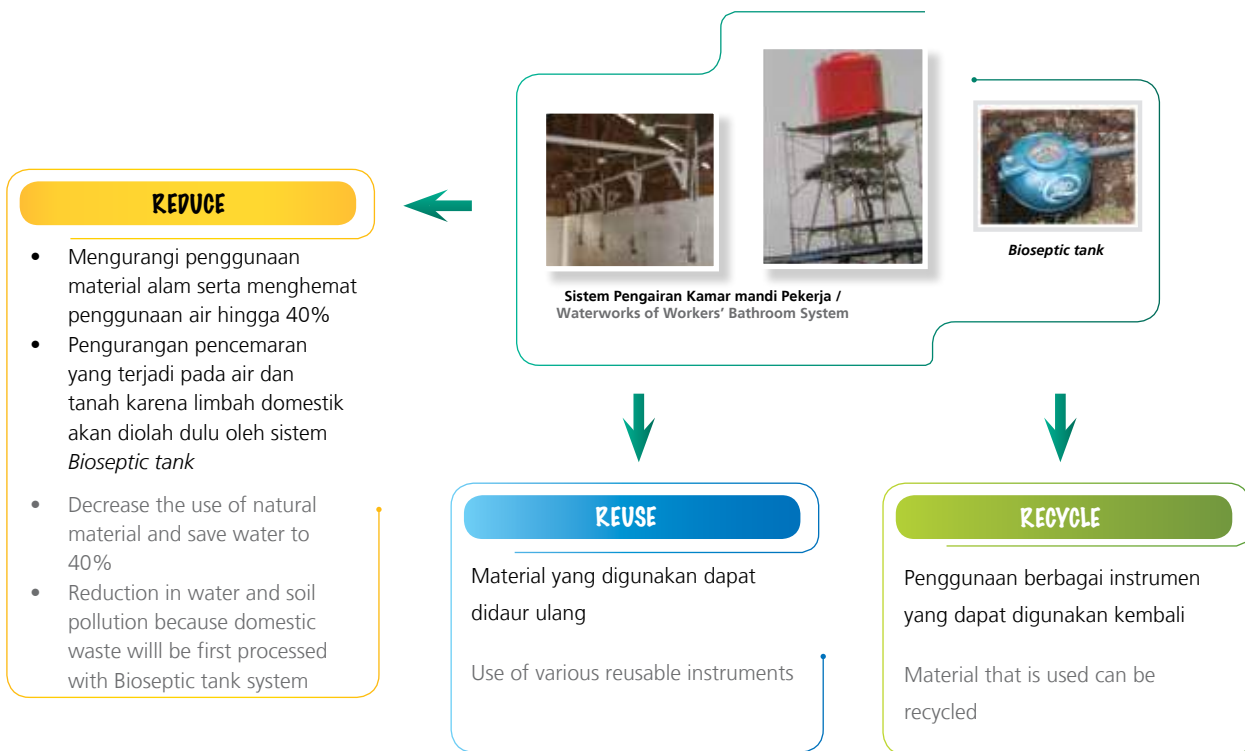 Bioseptic tank
Sistem Pengairan Kamar mandi Pekerja /
Waterworks of Workers' Bathroom System
REDUCE
• Mengurangi penggunaan
material alam serta menghemat
penggunaan air hingga 40%
• Pengurangan pencemaran
yang terjadi pada air dan
tanah karena limbah domestik
akan diolah dulu oleh sistem
Bioseptic tank
• Decrease the use of natural
material and save water to
40%
• Reduction in water and soil
pollution because domestic
waste willl be first processed
with Bioseptic tank system
REUSE
Material yang digunakan dapat
didaur ulang
Use of various reusable instruments
RECYCLE
Penggunaan berbagai instrumen
yang dapat digunakan kembali
Material that is used can be
recycled